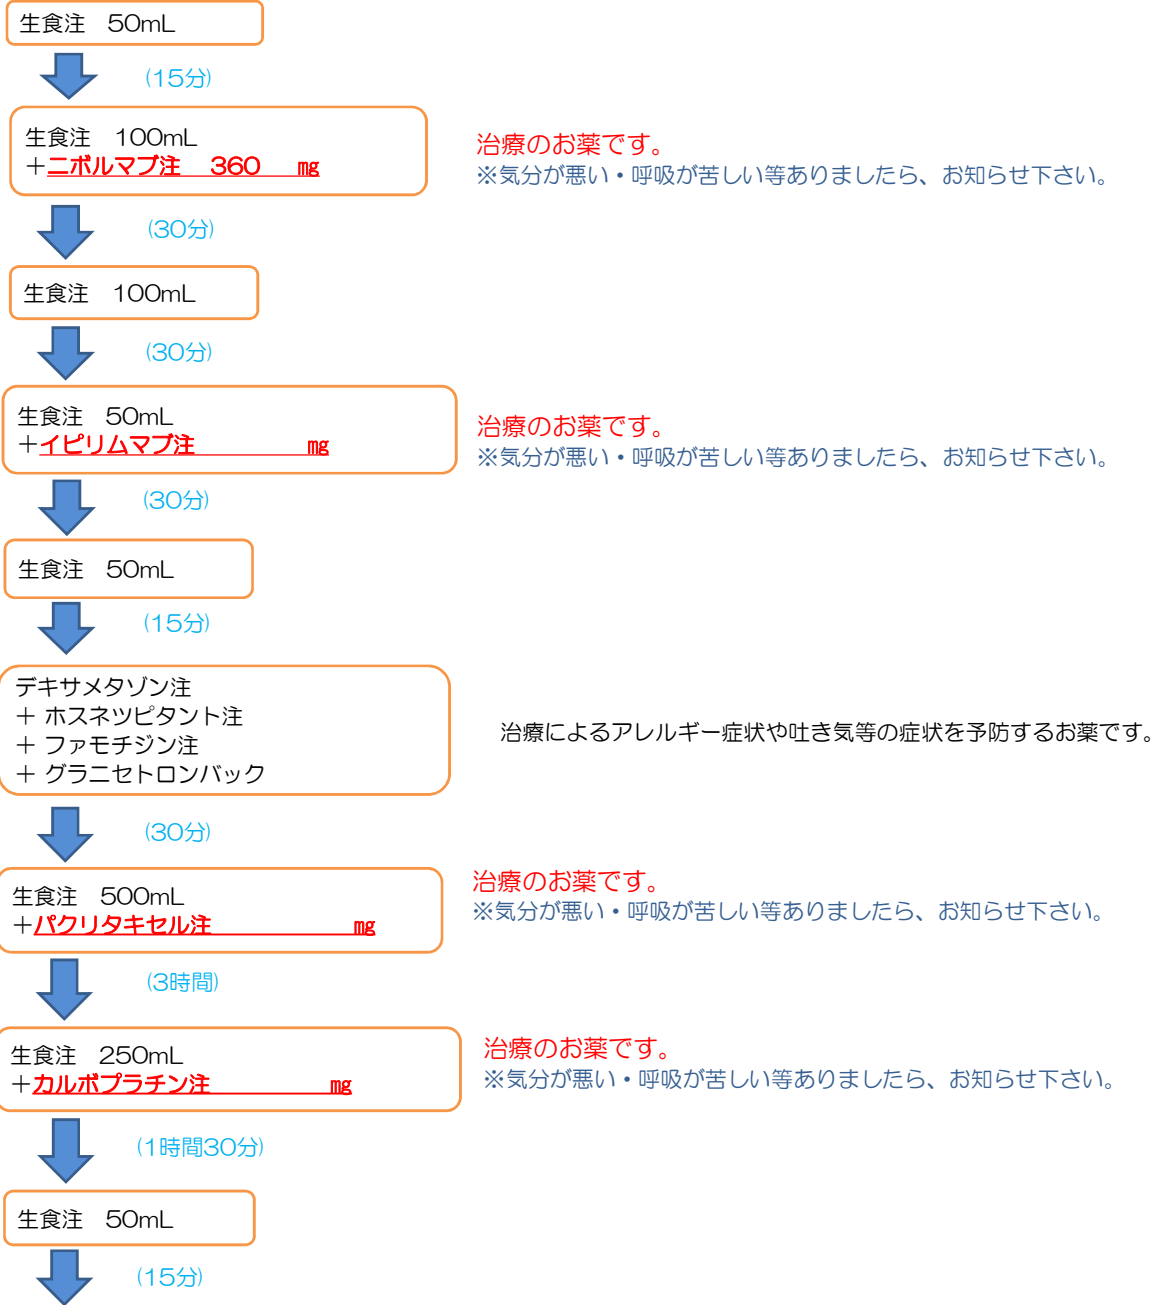 生食注　50mL
(15分)
生食注　100mL
＋ニボルマブ注　360　㎎
治療のお薬です。
※気分が悪い・呼吸が苦しい等ありましたら、お知らせ下さい。
(30分)
生食注　100mL
(30分)
生食注　50mL
＋イピリムマブ注　　　　　㎎
治療のお薬です。
※気分が悪い・呼吸が苦しい等ありましたら、お知らせ下さい。
(30分)
生食注　50mL
(15分)
デキサメタゾン注
＋ ホスネツピタント注
＋ ファモチジン注
＋ グラニセトロンバック
治療によるアレルギー症状や吐き気等の症状を予防するお薬です。
(30分)
生食注　500mL
＋パクリタキセル注　　　　　　　㎎
治療のお薬です。
※気分が悪い・呼吸が苦しい等ありましたら、お知らせ下さい。
(3時間)
生食注　250mL
＋カルボプラチン注　　　　　　㎎
治療のお薬です。
※気分が悪い・呼吸が苦しい等ありましたら、お知らせ下さい。
(1時間30分)
生食注　50mL
(15分)